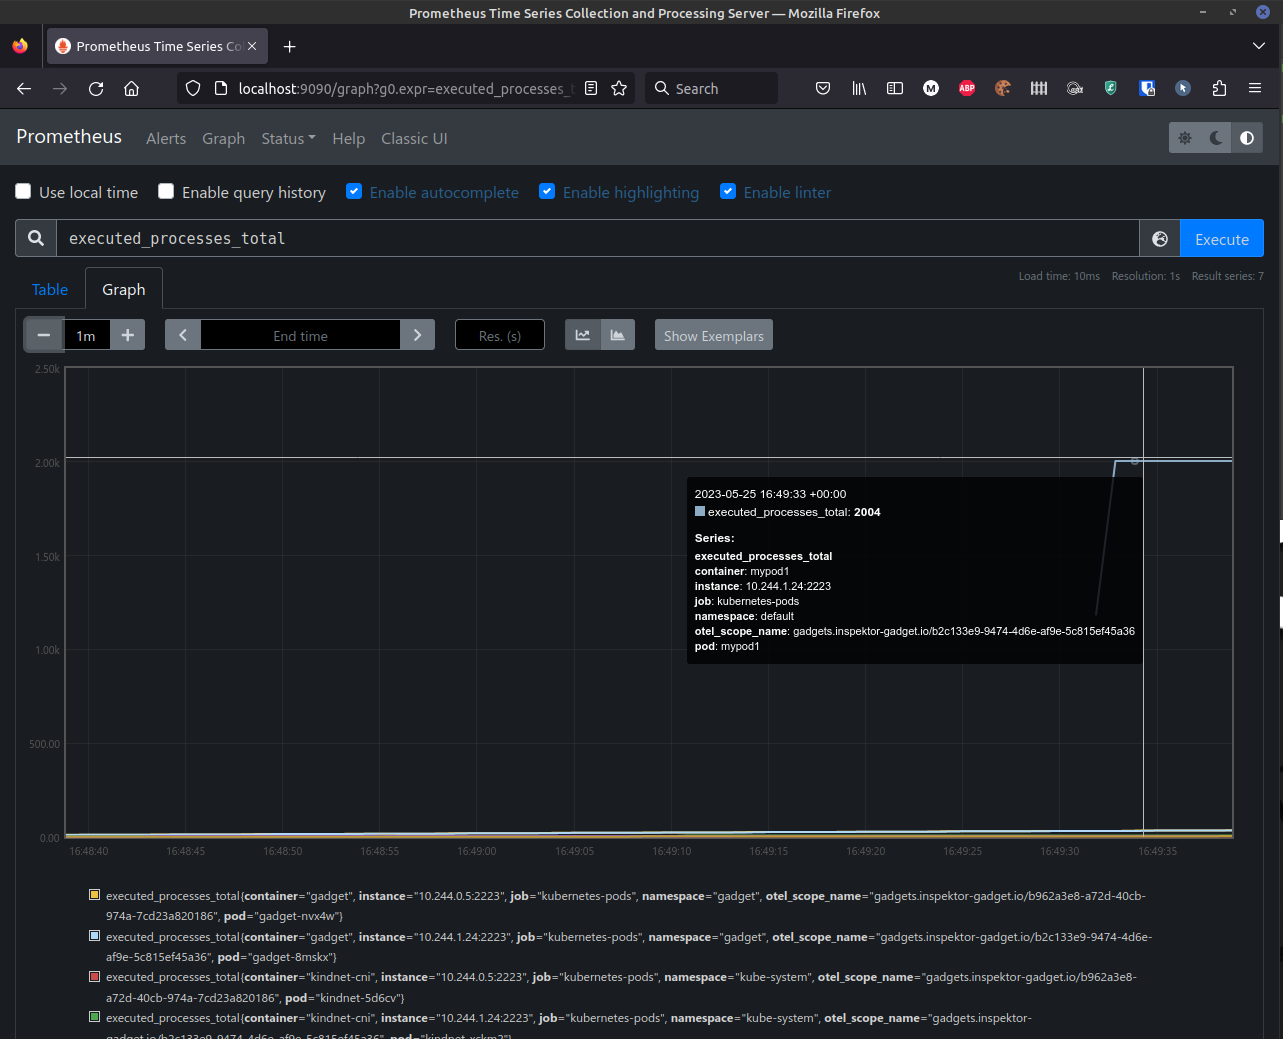 Prometheus Time Series Collection and Processing Server — Mozilla Firefox
Prometheus Time Series Co
localhost:9090/graph?g0.expr=executed_processes_t
Search
M
ABP
Prometheus
Alerts
Graph
Status
Help
Classic UI
Use local time
Enable query history
Enable autocomplete
Enable highlighting
Enable linter
executed_processes_total
Execute
Table
Graph
Load time: 10ms
Resolution: 1s
Result series: 7
1m
End time
Res. (s)
Show Exemplars
2.50k
2.00k
1.50k
1.00k
500.00
0.00
2023-05-25 16:49:33 +00:00
executed_processes_total: 2004
Series:
executed_processes_total
container: mypod1
instance: 10.244.1.24:2223
job: kubernetes-pods
namespace: default
otel_scope_name: gadgets.inspektor-gadget.io/b2c133e9-9474-4d6e-af9e-5c815ef45a36
pod: mypod1
16:48:40
16:48:45
16:48:50
16:48:55
16:49:00
16:49:05
16:49:10
16:49:15
16:49:20
16:49:25
16:49:30
16:49:35
executed_processes_total{container="gadget", instance="10.244.0.5:2223", job="kubernetes-pods", namespace="gadget", otel_scope_name="gadgets.inspektor-gadget.io/b962a3e8-a72d-40cb-
974a-7cd23a820186", pod="gadget-nvx4w"}
executed_processes_total{container="gadget", instance="10.244.1.24:2223", job="kubernetes-pods", namespace="gadget", otel_scope_name="gadgets.inspektor-gadget.io/b2c133e9-9474-4d6e-
af9e-5c815ef45a36", pod="gadget-8mskx"}
executed_processes_total{container="kindnet-cni", instance="10.244.0.5:2223", job="kubernetes-pods", namespace="kube-system", otel_scope_name="gadgets.inspektor-gadget.io/b962a3e8-
a72d-40cb-974a-7cd23a820186", pod="kindnet-5d6cv"}
executed_processes_total{container="kindnet-cni", instance="10.244.1.24:2223", job="kubernetes-pods", namespace="kube-system", otel_scope_name="gadgets.inspektor-
gadget.io/b2c133e9-9474-4d6e-af9e-5c815ef45a36", pod="kindnet-xckm2"}